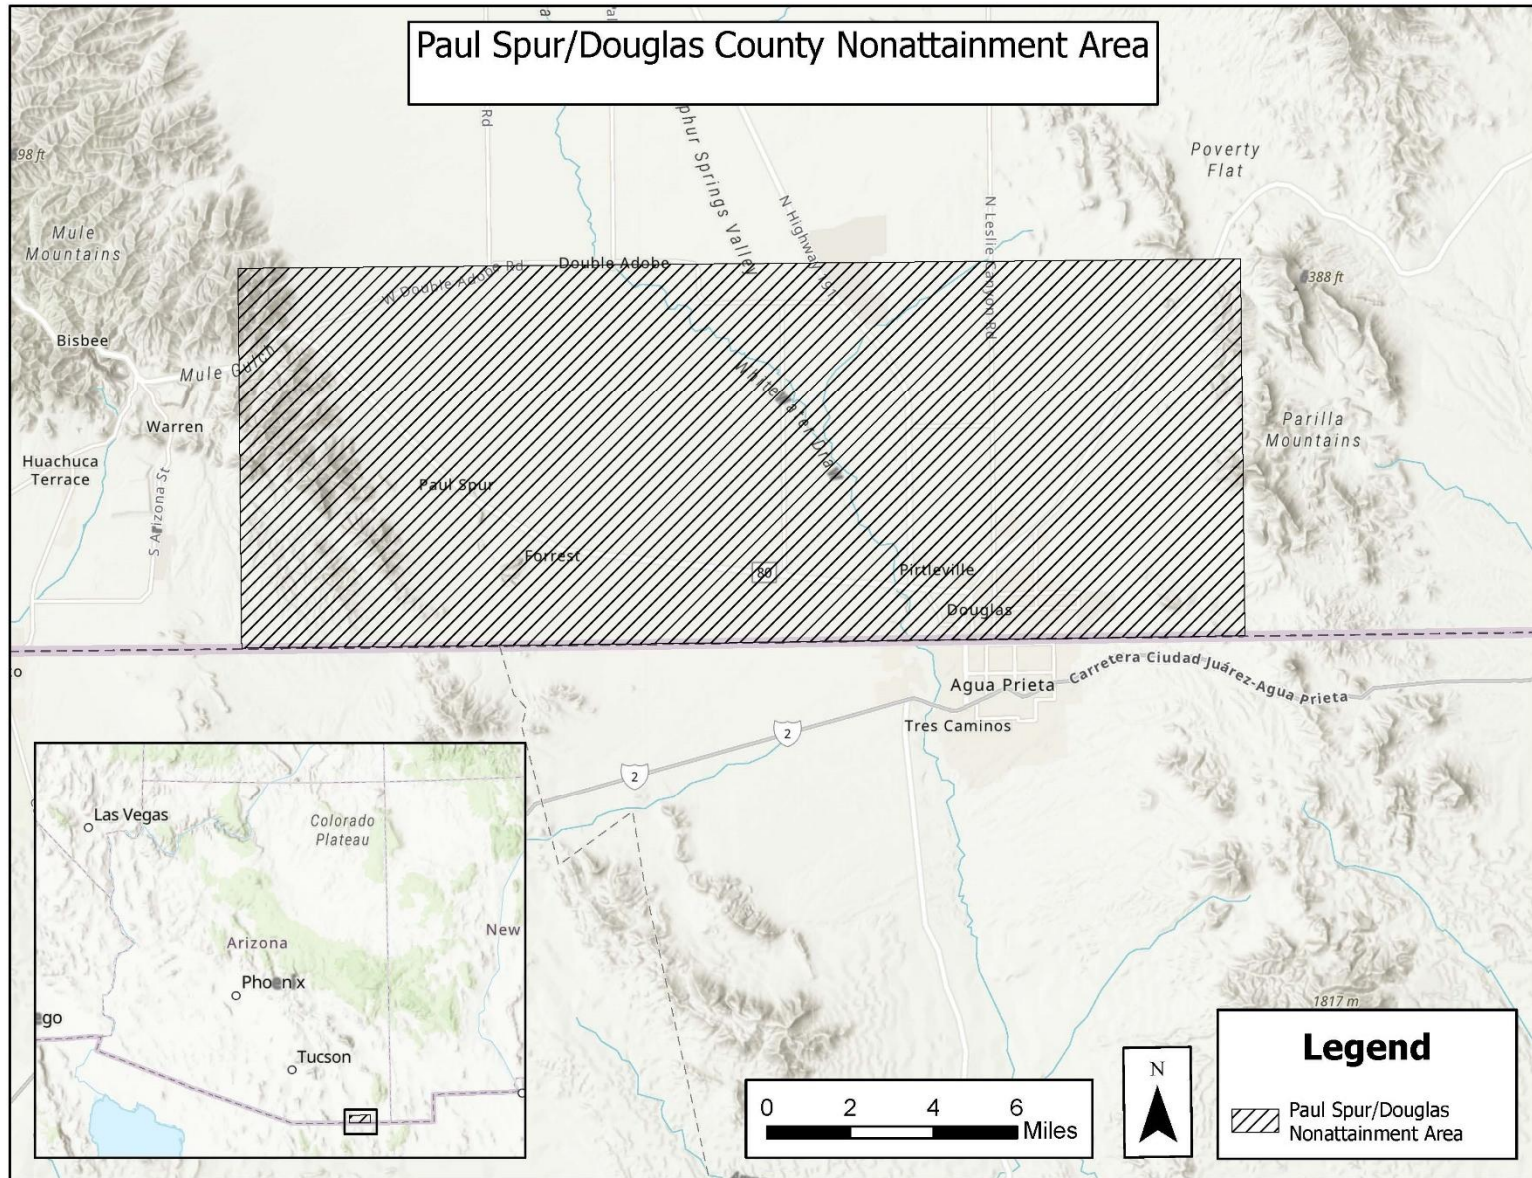 Paul Spur/Douglas County Nonattainment Area
Rd
phur Springs Valley
N Highway 191
N Leslie Canyon Rd
Poverty
Flat
98 ft
Mule
Mountains
W Double Adobe Rd
Double Adobe
388 ft
Bisbee
Mule Gulch
Warren
Whitewater Draw
Parilla
Mountains
Huachuca
Terrace
S Arizona St
Paul Spur
Forrest
80
Pirtleville
Douglas
Agua Prieta
Carretera Ciudad Juárez-Agua Prieta
Tres Caminos
2
2
Las Vegas
Colorado
Plateau
Arizona
New
Phoenix
Tucson
go
1817 m
0 2 4 6
Miles
N
Legend
Paul Spur/Douglas
Nonattainment Area